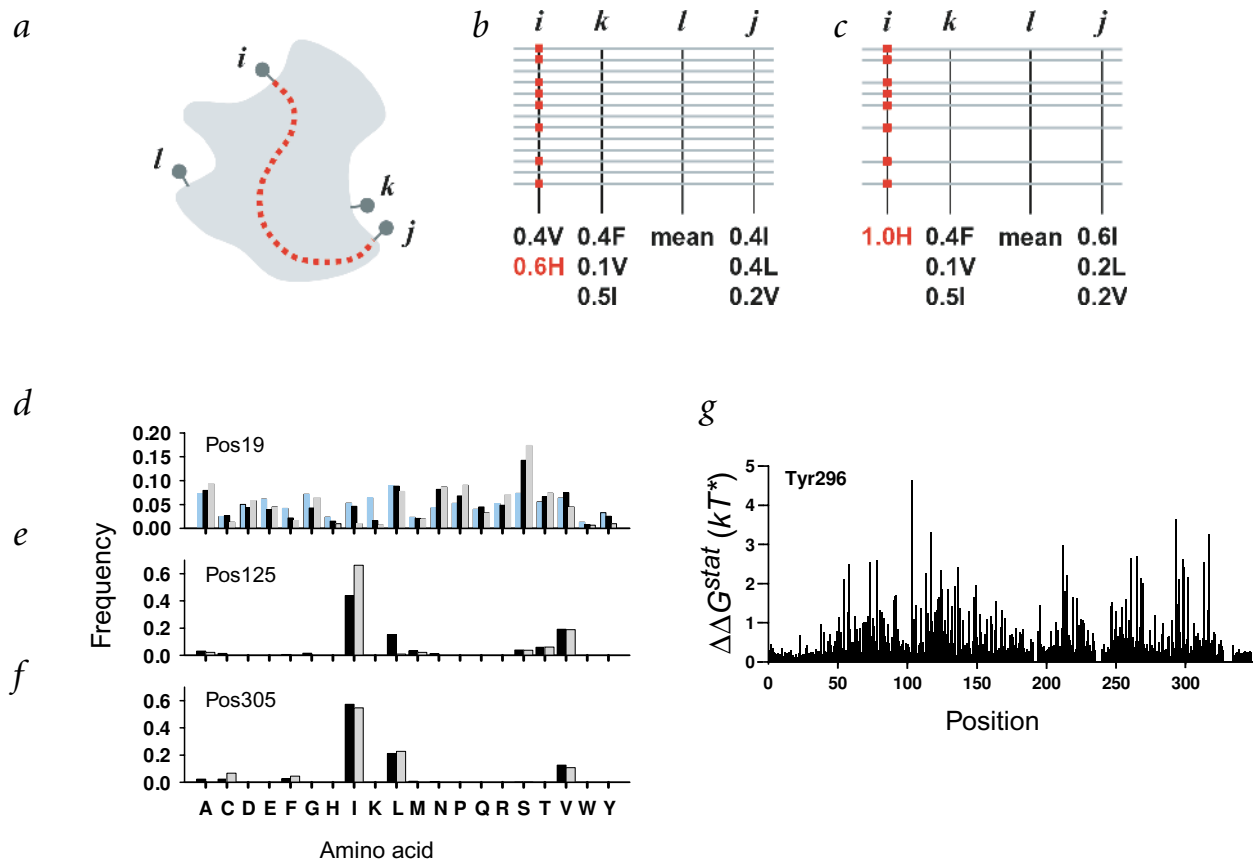 a
i
l
k
j
b
i k l j
0.4V 0.4F mean 0.4I
0.6H 0.1V 0.4L
0.5I 0.2V
c
i k l j
1.0H 0.4F mean 0.6I
0.1V 0.2L
0.5I 0.2V
d
Pos19
0.20
0.15
0.10
0.05
0.00
e
Pos125
0.6
0.4
0.2
0.0
f
Pos305
0.6
0.4
0.2
0.0
Frequency
A C D E F G H I K L M N P Q R S T V W Y
Amino acid
g
Tyr296
ΔΔG^stat (kT*)
5
4
3
2
1
0
0 50 100 150 200 250 300
Position